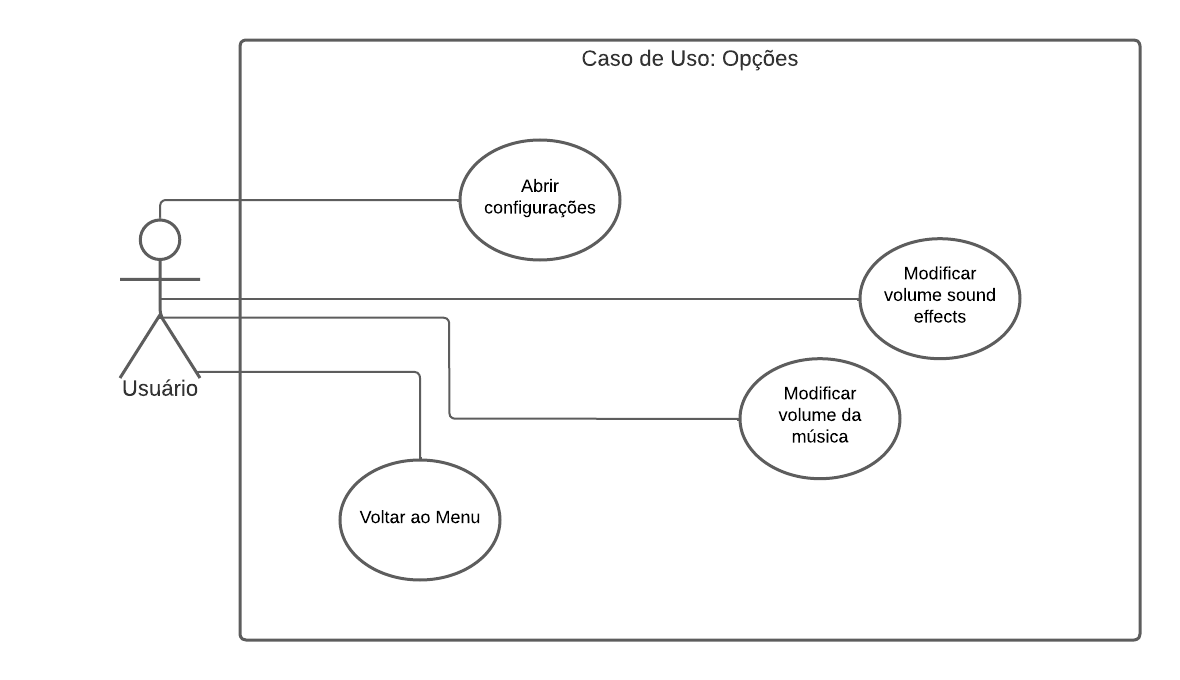 Caso de Uso: Opções
Abrir
configurações
Modificar
volume sound
effects
Usuário
Modificar
volume da
música
Voltar ao Menu